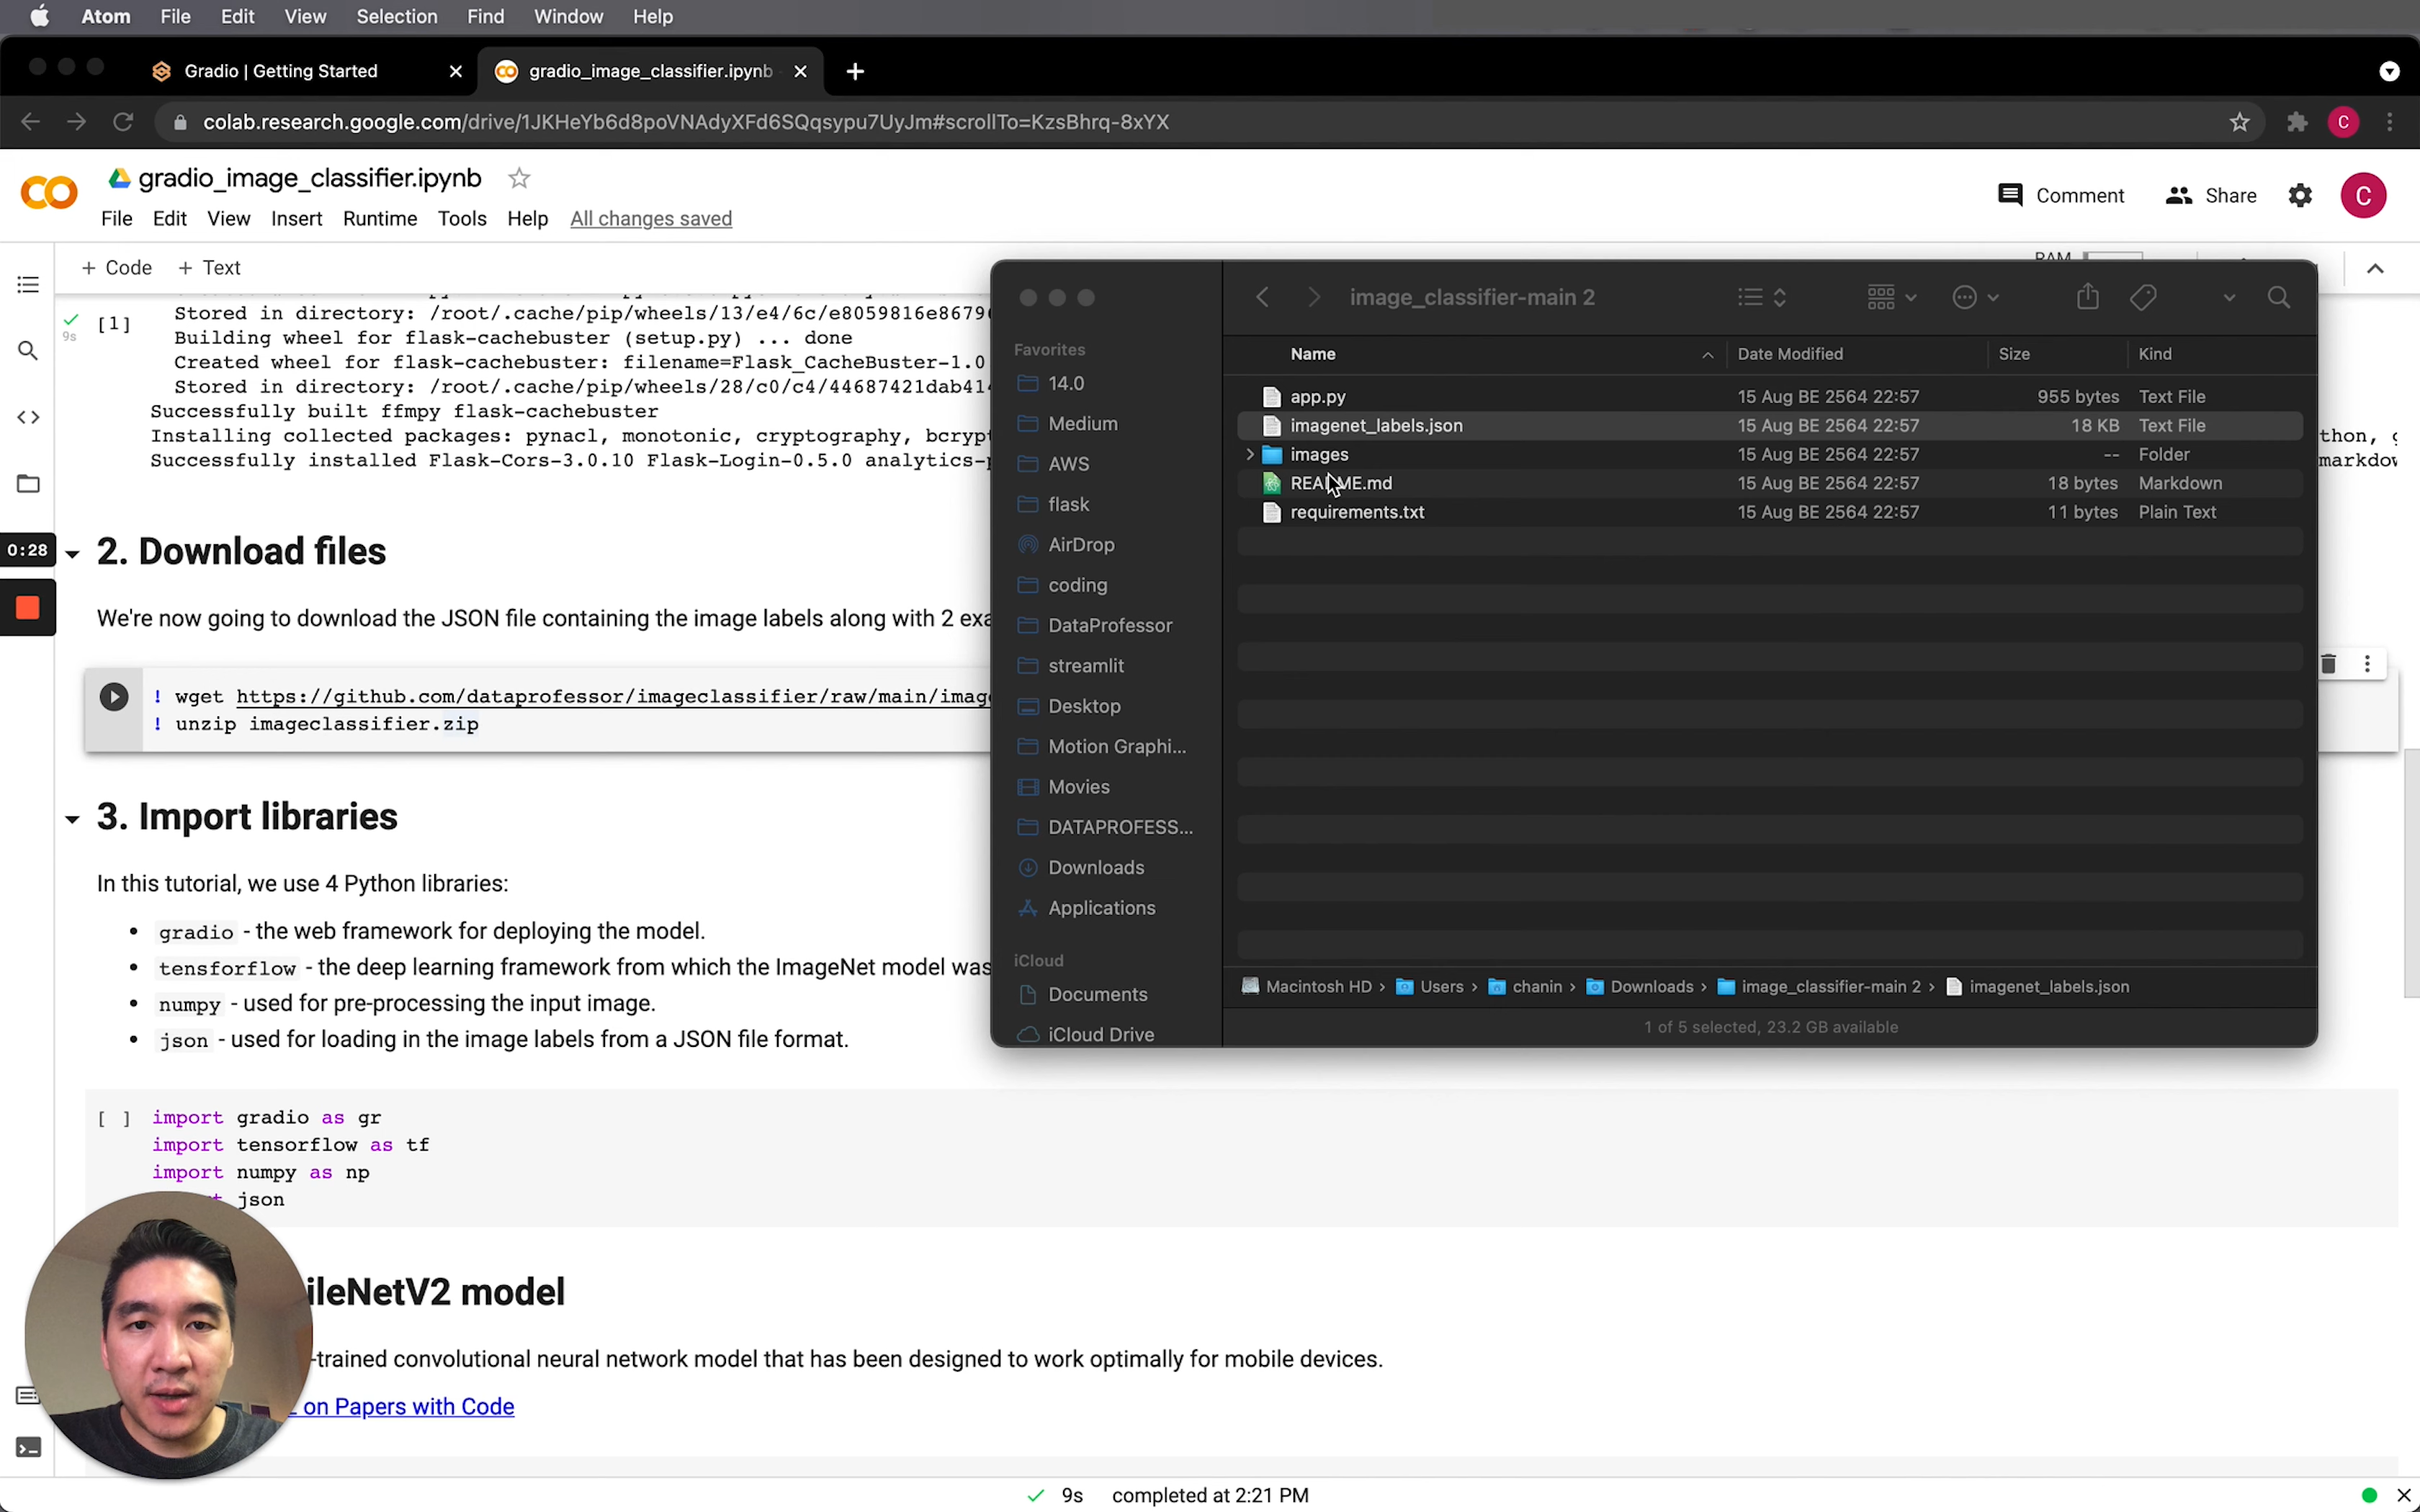 Atom File Edit View Selection Find Window Help
Gradio | Getting Started
gradio_image_classifier.ipynb
colab.research.google.com/drive/1JKHeYb6d8poVNAdyXFd6SQqsypu7UyJm#scrollTo=KzsBhrq-8xYX
C
gradio_image_classifier.ipynb
Comment Share C
File Edit View Insert Runtime Tools Help All changes saved
+ Code + Text
RAM
[1]
9s
Stored in directory: /root/.cache/pip/wheels/13/e4/6c/e8059816e8679
Building wheel for flask-cachebuster (setup.py) ... done
Created wheel for flask-cachebuster: filename=Flask_CacheBuster-1.0
Stored in directory: /root/.cache/pip/wheels/28/c0/c4/44687421dab41
Successfully built ffmpy flask-cachebuster
Installing collected packages: pynacl, monotonic, cryptography, bcryp
Successfully installed Flask-Cors-3.0.10 Flask-Login-0.5.0 analytics-
thon,
markdow
0:28
2. Download files
We're now going to download the JSON file containing the image labels along with 2 exa
! wget https://github.com/dataprofessor/imageclassifier/raw/main/imag
! unzip imageclassifier.zip
3. Import libraries
In this tutorial, we use 4 Python libraries:
• gradio - the web framework for deploying the model.
• tensforflow - the deep learning framework from which the ImageNet model was
• numpy - used for pre-processing the input image.
• json - used for loading in the image labels from a JSON file format.
[ ] import gradio as gr
import tensorflow as tf
import numpy as np
t json
ileNetV2 model
-trained convolutional neural network model that has been designed to work optimally for mobile devices.
on Papers with Code
9s completed at 2:21 PM
image_classifier-main 2
Favorites
14.0
Medium
AWS
flask
AirDrop
coding
DataProfessor
streamlit
Desktop
Motion Graphi...
Movies
DATAPROFESS...
Downloads
Applications
iCloud
Documents
iCloud Drive
Name Date Modified Size Kind
app.py 15 Aug BE 2564 22:57 955 bytes Text File
imagenet_labels.json 15 Aug BE 2564 22:57 18 KB Text File
images 15 Aug BE 2564 22:57 -- Folder
README.md 15 Aug BE 2564 22:57 18 bytes Markdown
requirements.txt 15 Aug BE 2564 22:57 11 bytes Plain Text
Macintosh HD › Users › chanin › Downloads › image_classifier-main 2 › imagenet_labels.json
1 of 5 selected, 23.2 GB available